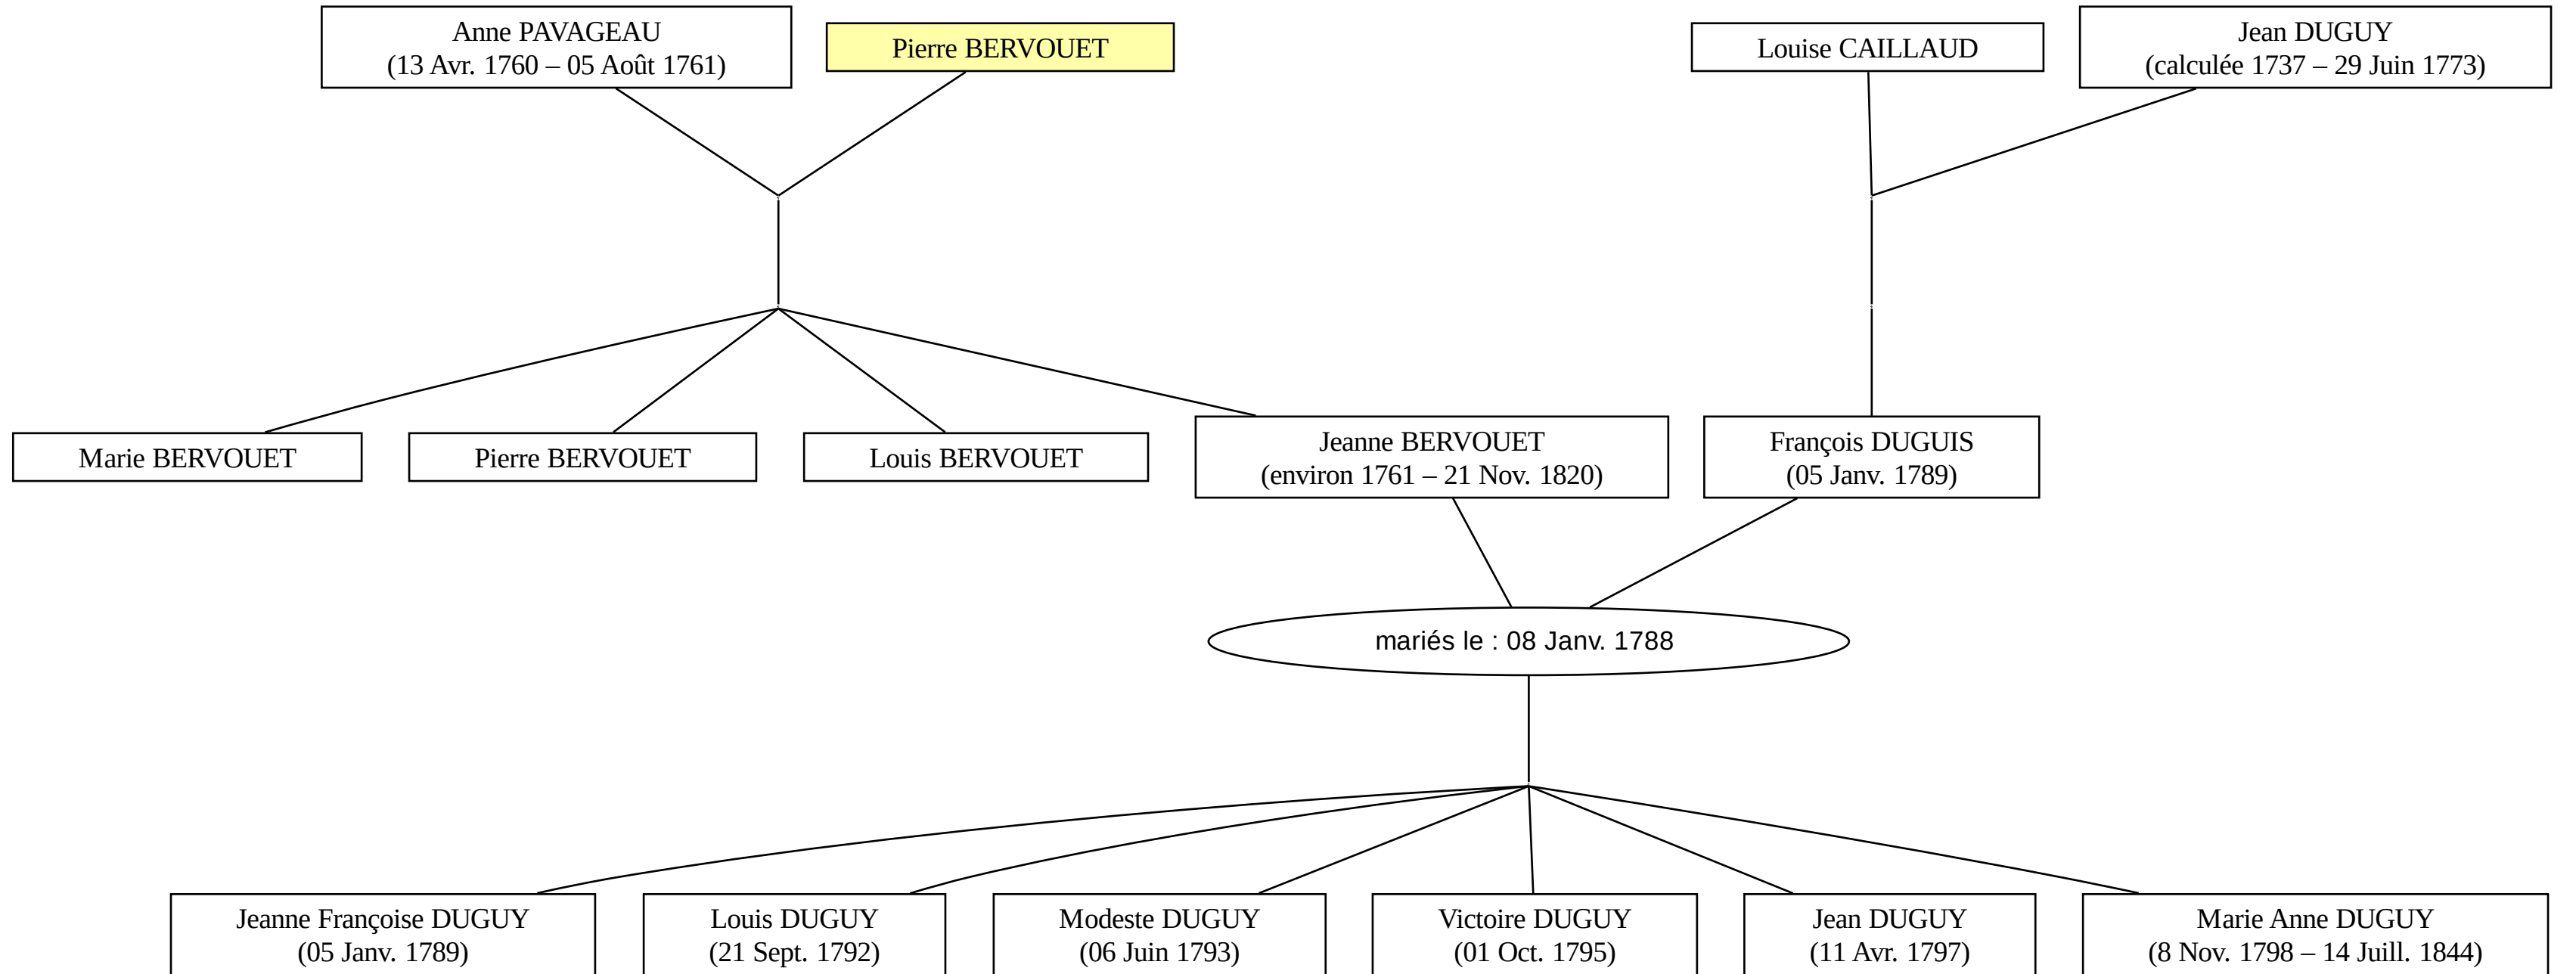 Anne PAVAGEAU
(13 Avr. 1760 – 05 Août 1761)
Pierre BERVOUET
Louise CAILLAUD
Jean DUGUY
(calculée 1737 – 29 Juin 1773)
Marie BERVOUET
Pierre BERVOUET
Louis BERVOUET
Jeanne BERVOUET
(environ 1761 – 21 Nov. 1820)
François DUGUIS
(05 Janv. 1789)
mariés le : 08 Janv. 1788
Jeanne Françoise DUGUY
(05 Janv. 1789)
Louis DUGUY
(21 Sept. 1792)
Modeste DUGUY
(06 Juin 1793)
Victoire DUGUY
(01 Oct. 1795)
Jean DUGUY
(11 Avr. 1797)
Marie Anne DUGUY
(8 Nov. 1798 – 14 Juill. 1844)